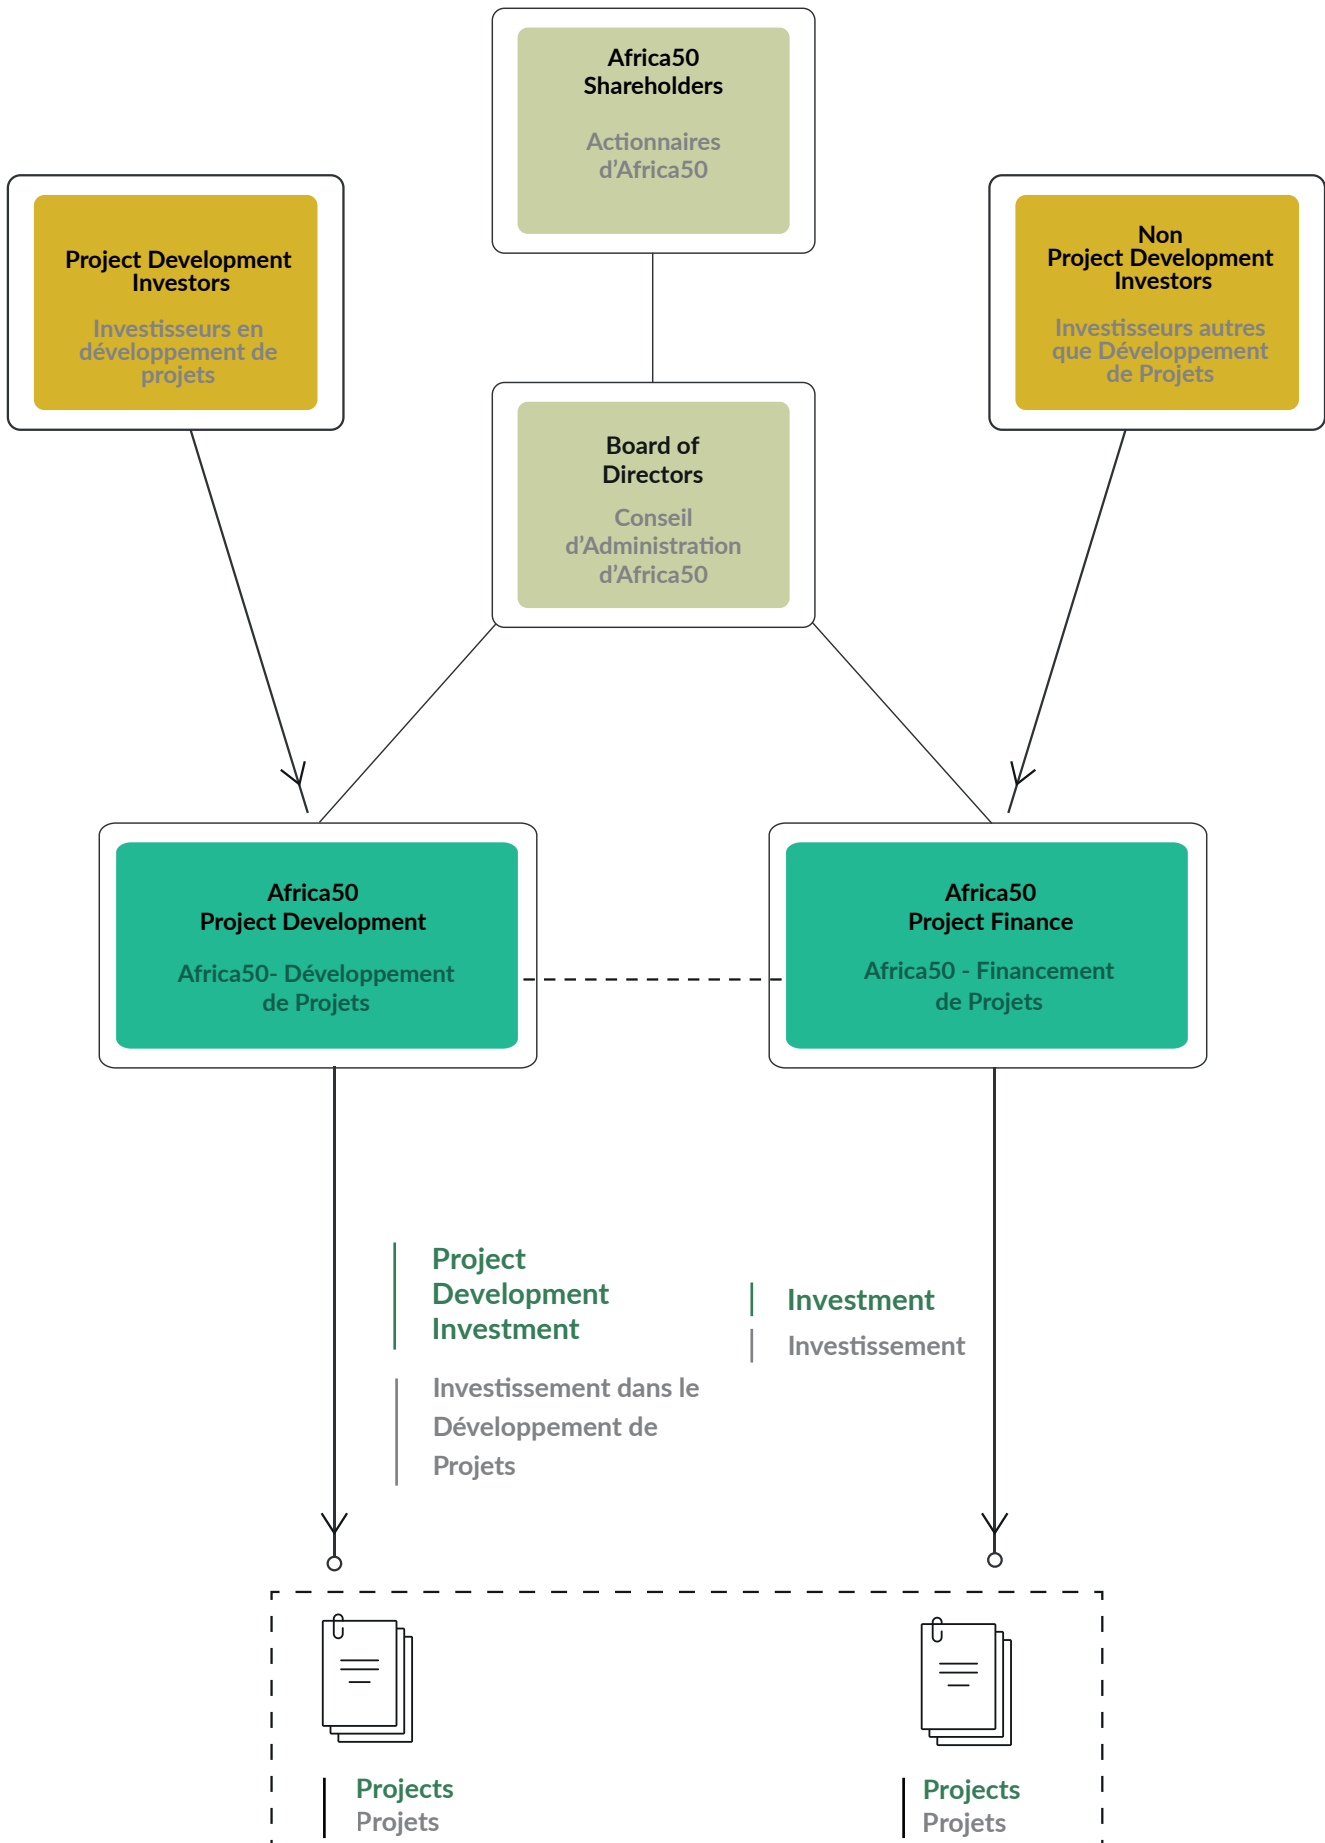 Africa50
Shareholders
Actionnaires
d’Africa50
Project Development
Investors
Investisseurs en
développement de
projets
Non
Project Development
Investors
Investisseurs autres
que Développement
de Projets
Board of
Directors
Conseil
d’Administration
d’Africa50
Africa50
Project Development
Africa50- Développement
de Projets
Africa50
Project Finance
Africa50 - Financement
de Projets
Project
Development
Investment
Investissement dans le
Développement de
Projets
Investment
Investissement
Projects
Projets
Projects
Projets